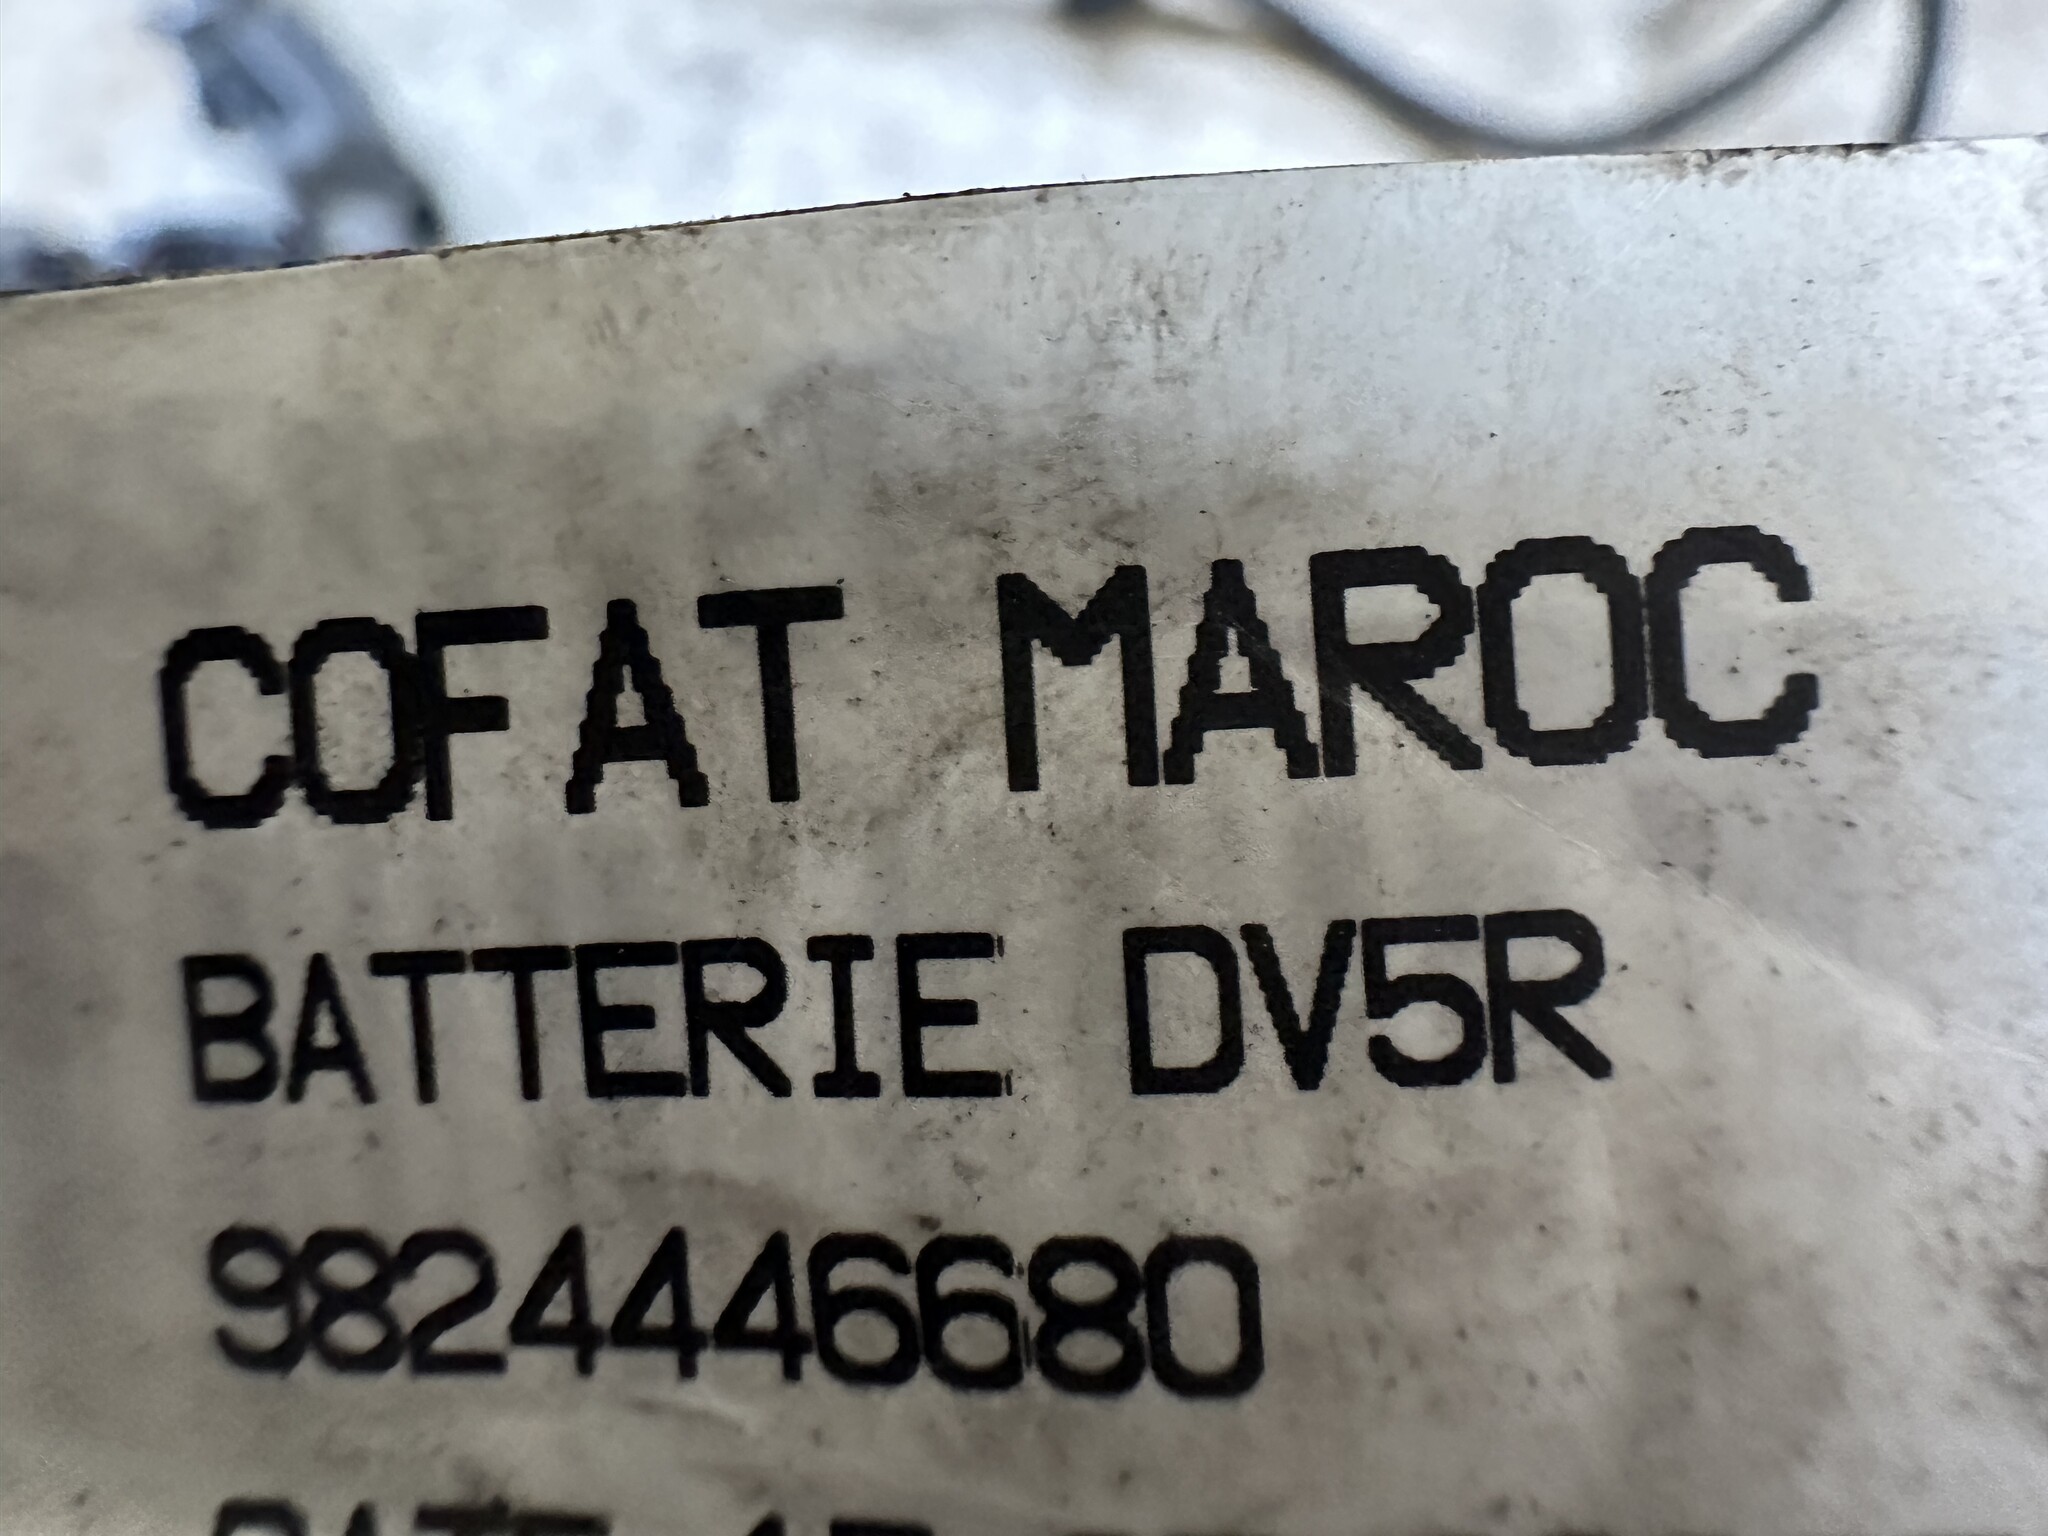 COFAT MAROC
BATTERIE DV5R
9824446680